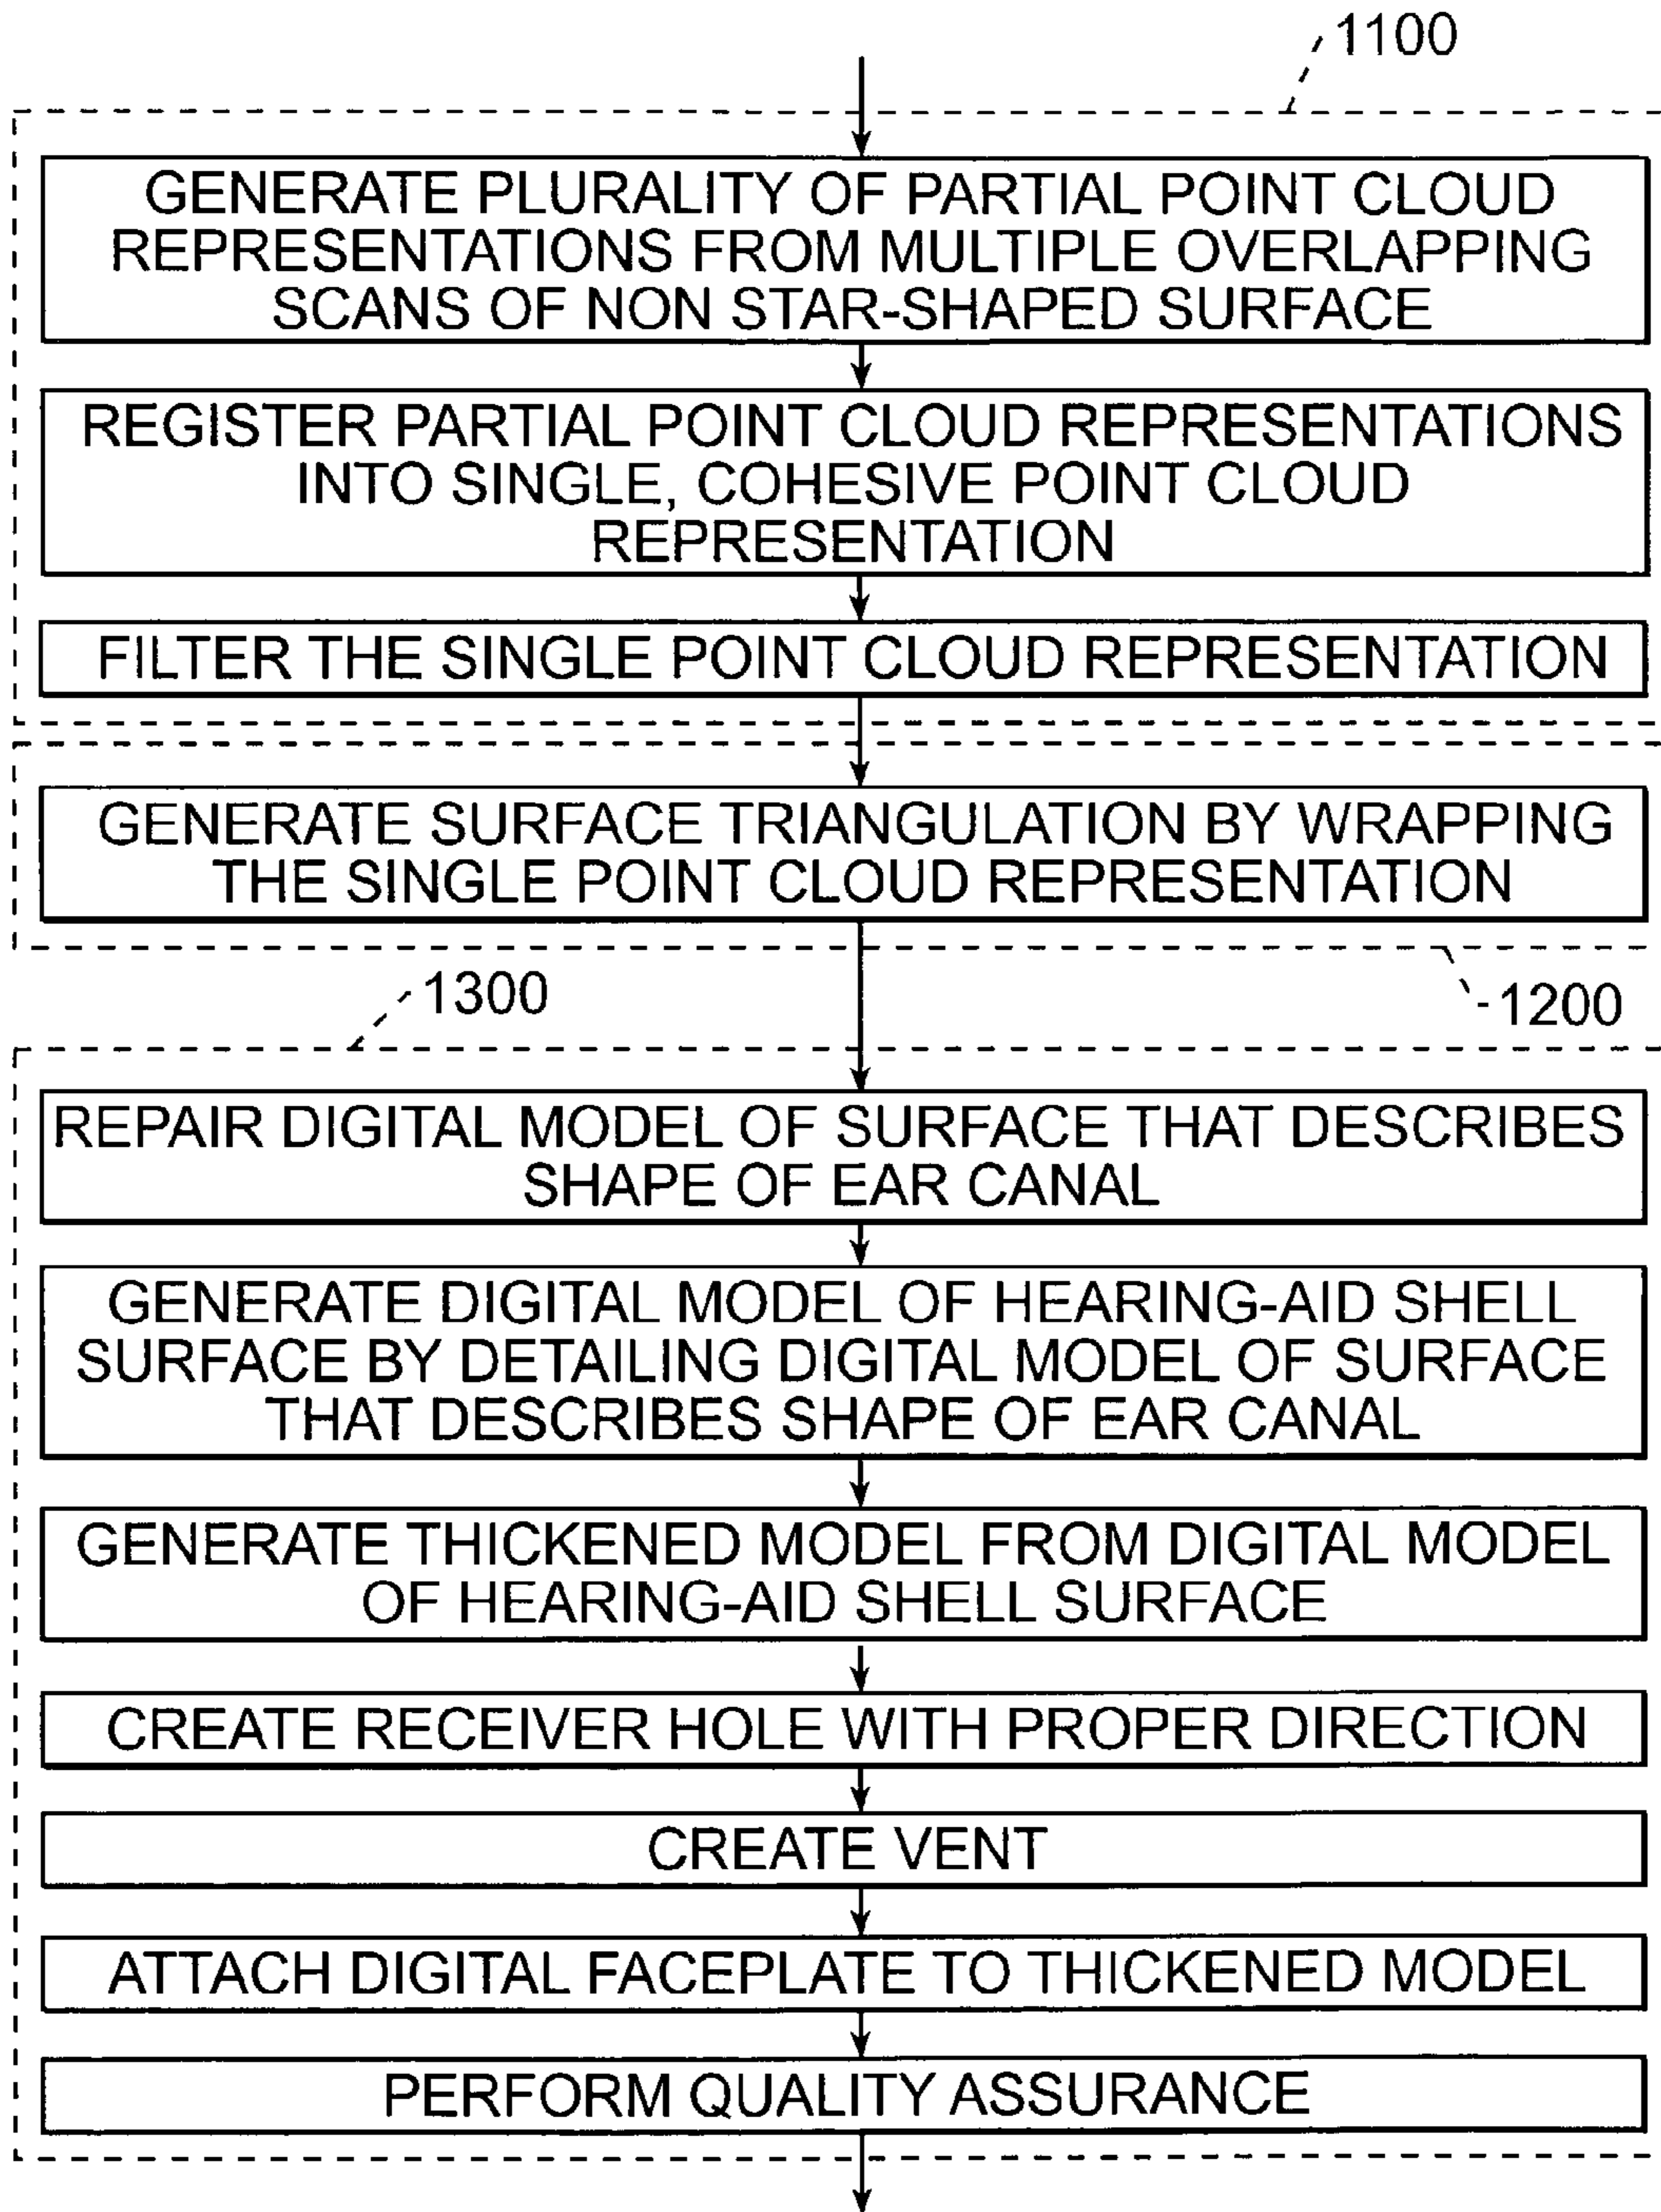 1100
GENERATE PLURALITY OF PARTIAL POINT CLOUD
REPRESENTATIONS FROM MULTIPLE OVERLAPPING
SCANS OF NON STAR-SHAPED SURFACE
REGISTER PARTIAL POINT CLOUD REPRESENTATIONS
INTO SINGLE, COHESIVE POINT CLOUD
REPRESENTATION
FILTER THE SINGLE POINT CLOUD REPRESENTATION
GENERATE SURFACE TRIANGULATION BY WRAPPING
THE SINGLE POINT CLOUD REPRESENTATION
1300
1200
REPAIR DIGITAL MODEL OF SURFACE THAT DESCRIBES
SHAPE OF EAR CANAL
GENERATE DIGITAL MODEL OF HEARING-AID SHELL
SURFACE BY DETAILING DIGITAL MODEL OF SURFACE
THAT DESCRIBES SHAPE OF EAR CANAL
GENERATE THICKENED MODEL FROM DIGITAL MODEL
OF HEARING-AID SHELL SURFACE
CREATE RECEIVER HOLE WITH PROPER DIRECTION
CREATE VENT
ATTACH DIGITAL FACEPLATE TO THICKENED MODEL
PERFORM QUALITY ASSURANCE